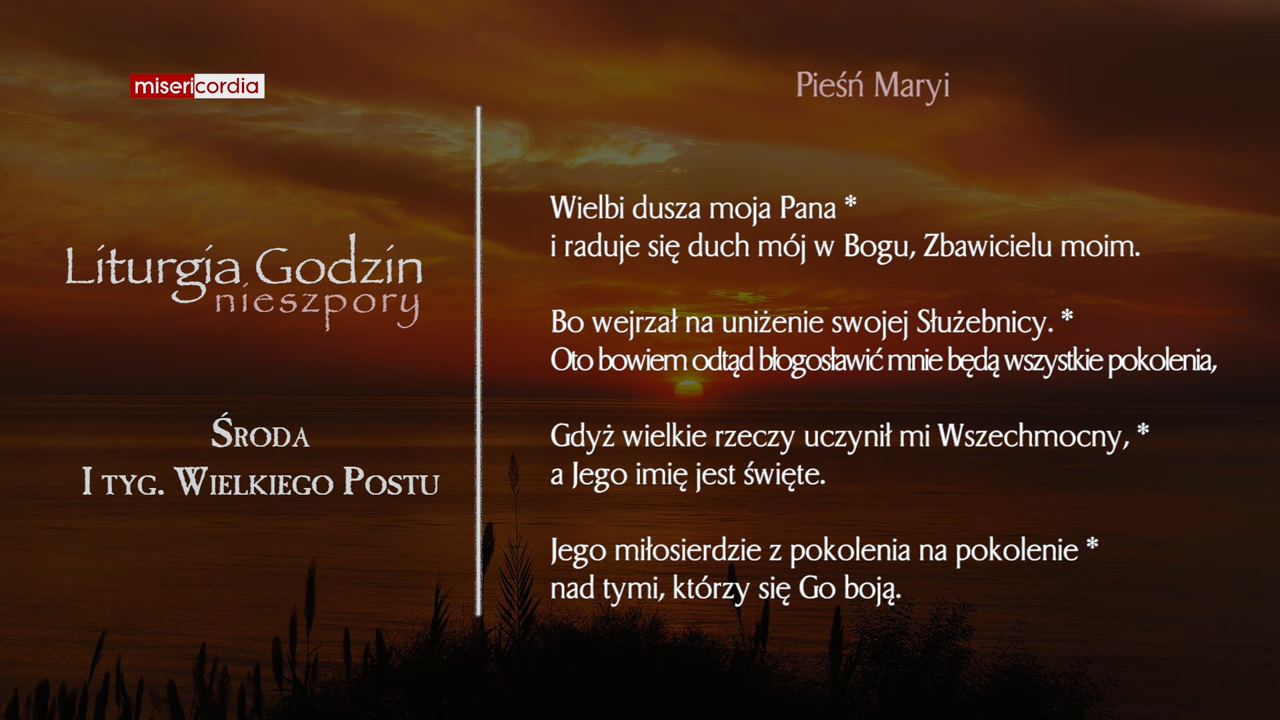 misericordia
Liturgia Godzin
nieszpory
Środa
I tyg. Wielkiego Postu
Pieśń Maryi
Wielbi dusza moja Pana *
i raduje się duch mój w Bogu, Zbawicielu moim.
Bo wejrzał na uniżenie swojej Służebnicy. *
Oto bowiem odtąd błogosławić mnie będą wszystkie pokolenia,
Gdyż wielkie rzeczy uczynił mi Wszechmocny, *
a Jego imię jest święte.
Jego miłosierdzie z pokolenia na pokolenie *
nad tymi, którzy się Go boją.